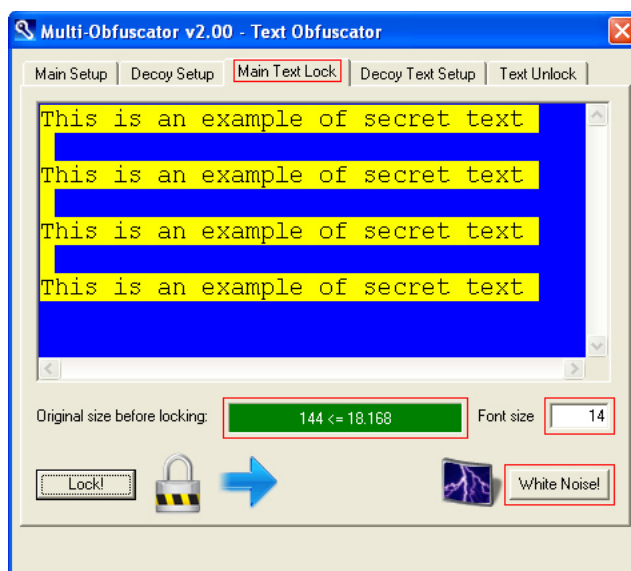 Multi-Obfuscator v2.00 - Text Obfuscator
Main Setup Decoy Setup Main Text Lock Decoy Text Setup Text Unlock
This is an example of secret text
This is an example of secret text
This is an example of secret text
This is an example of secret text
Original size before locking: 144 <= 18.168 Font size 14
Lock! White Noise!